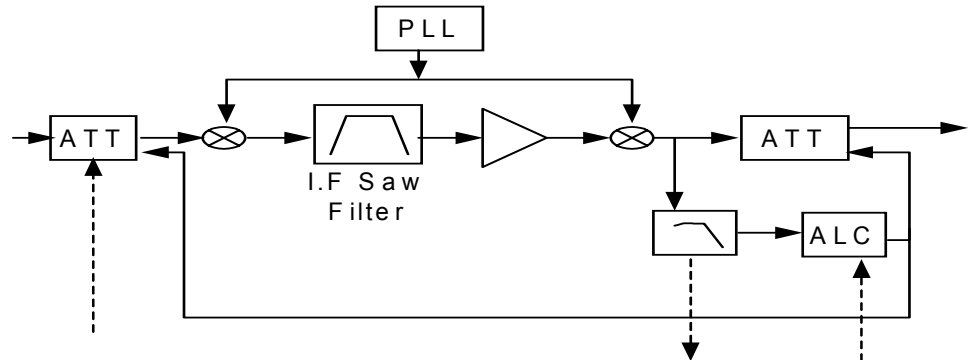 PLL
ATT
I.F Saw
Filter
ATT
ALC